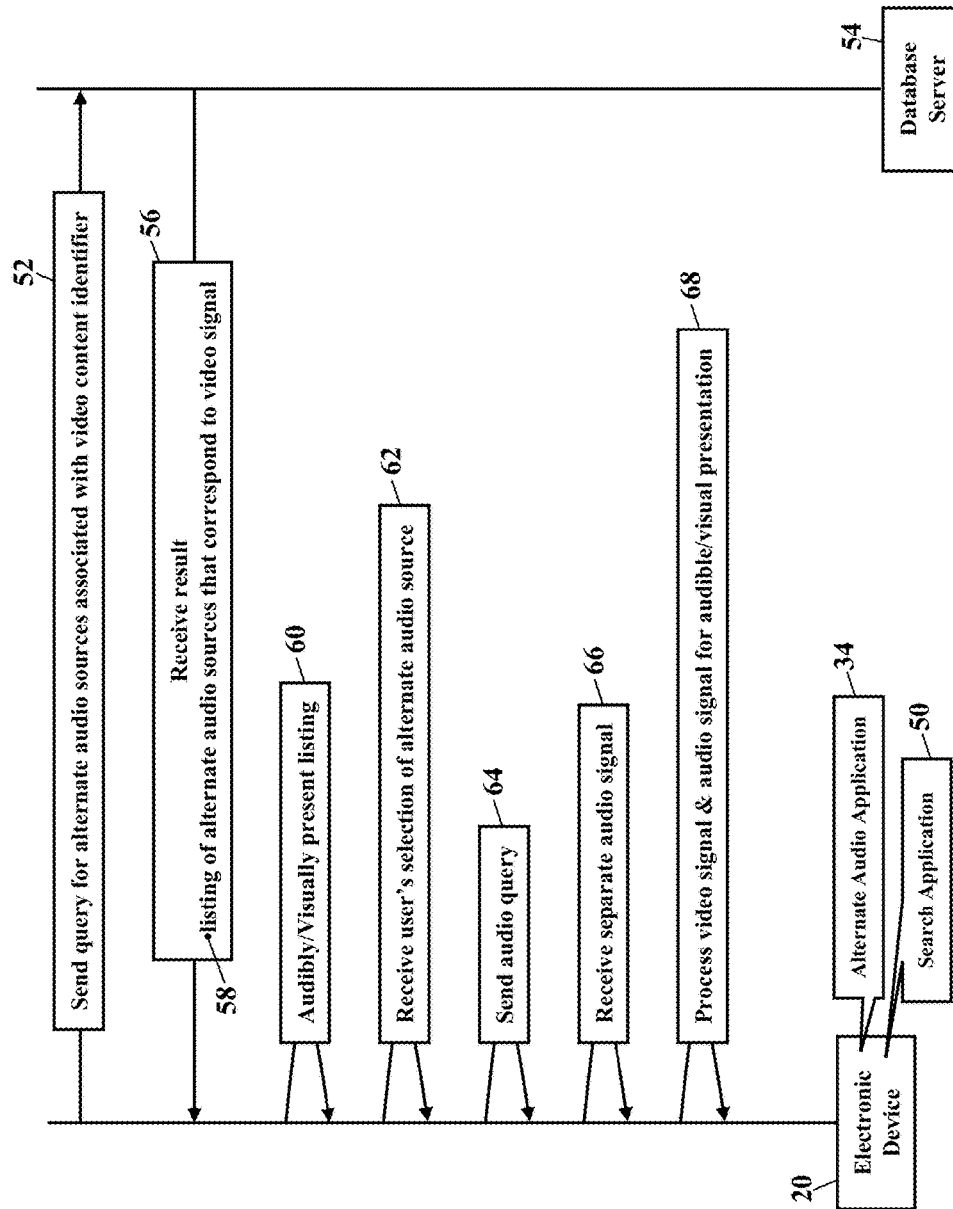 52
Send query for alternate audio sources associated with video content identifier
56
Receive result
•listing of alternate audio sources that correspond to video signal
58
60
Audibly/Visually present listing
62
Receive user's selection of alternate audio source
64
Send audio query
66
Receive separate audio signal
68
Process video signal & audio signal for audible/visual presentation
34
Alternate Audio Application
50
Search Application
20
Electronic
Device
54
Database
Server